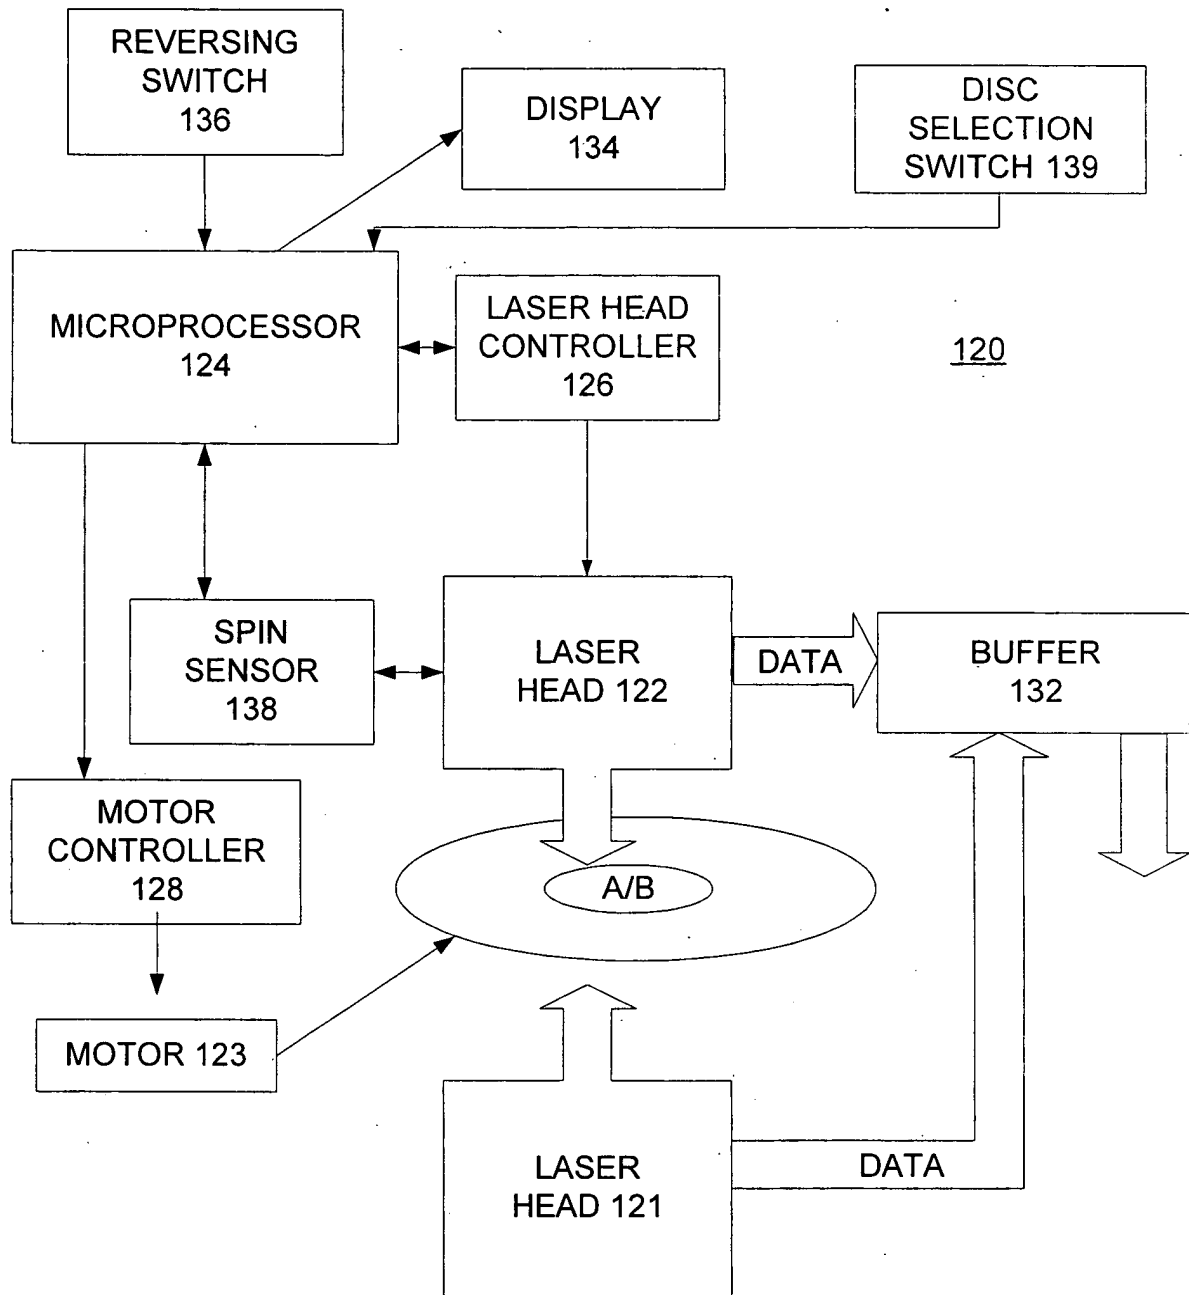 REVERSING
SWITCH
136
DISPLAY
134
DISC
SELECTION
SWITCH 139
MICROPROCESSOR
124
LASER HEAD
CONTROLLER
126
120
SPIN
SENSOR
138
LASER
HEAD 122
DATA
BUFFER
132
MOTOR
CONTROLLER
128
A/B
MOTOR 123
LASER
HEAD 121
DATA